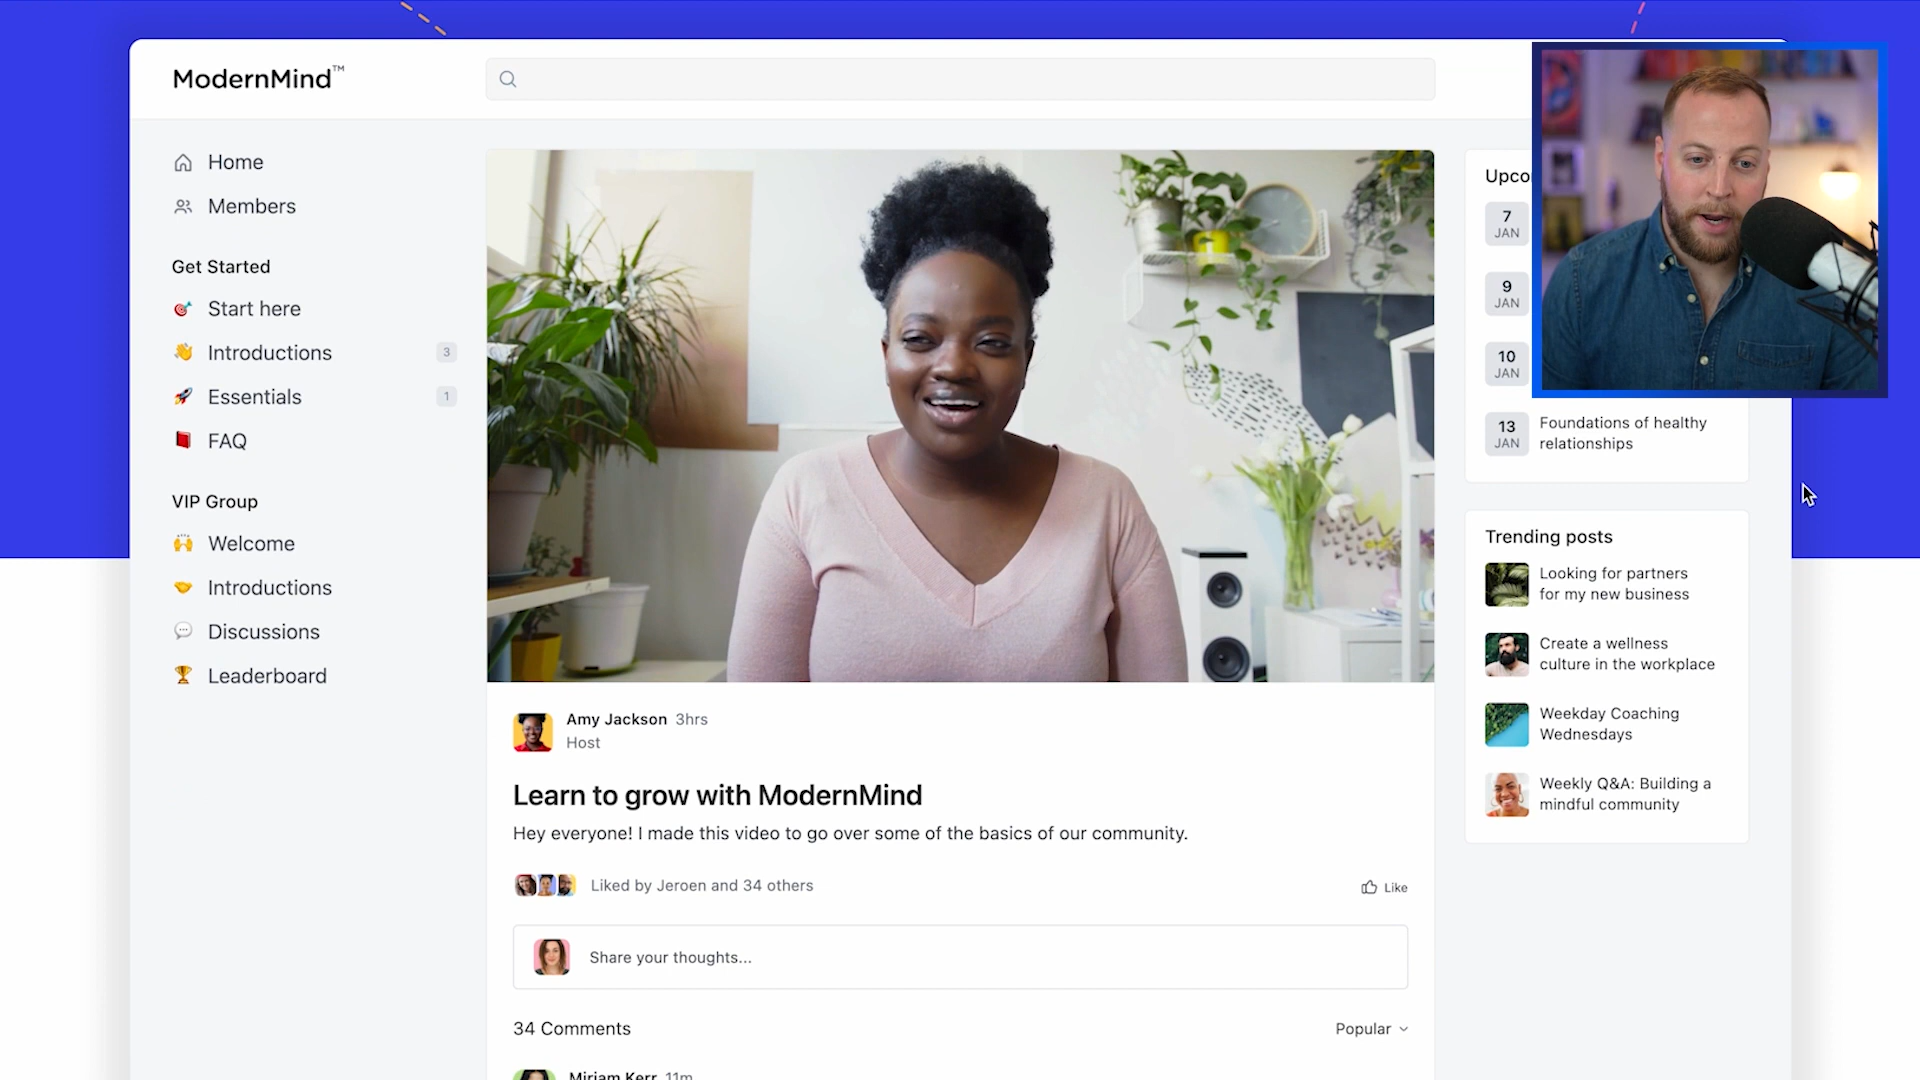 ModernMind™
Home
Members
Get Started
Start here
Introductions 3
Essentials 1
FAQ
VIP Group
Welcome
Introductions
Discussions
Leaderboard
Amy Jackson 3hrs
Host
Learn to grow with ModernMind
Hey everyone! I made this video to go over some of the basics of our community.
Liked by Jeroen and 34 others
Like
Share your thoughts...
34 Comments
Popular
Miriam Kerr 11m
Upco
7
JAN
9
JAN
10
JAN
13
JAN
Foundations of healthy
relationships
Trending posts
Looking for partners
for my new business
Create a wellness
culture in the workplace
Weekday Coaching
Wednesdays
Weekly Q&A: Building a
mindful community